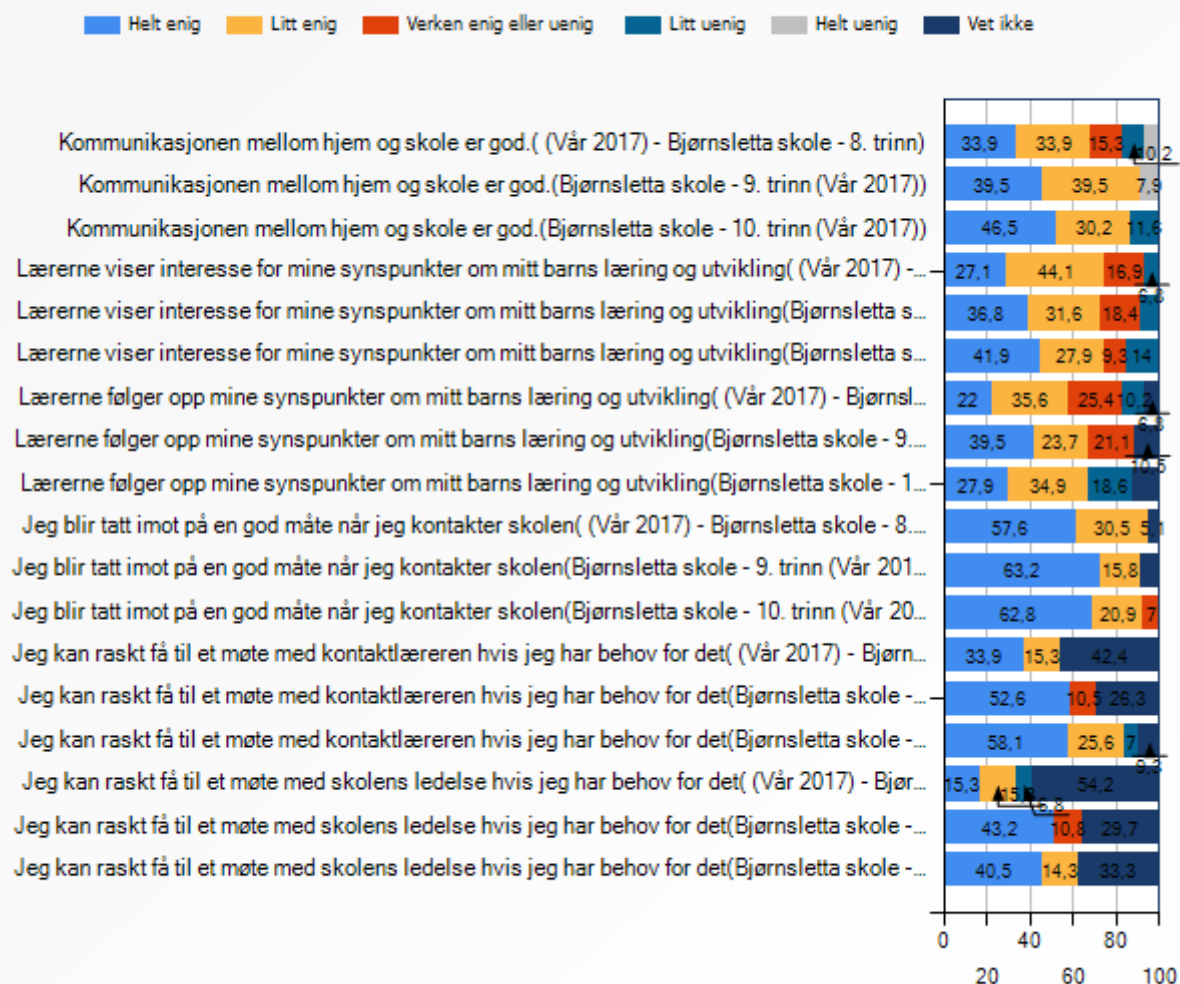 Helt enig Litt enig Verken enig eller uenig Litt uenig Helt uenig Vet ikke
Kommunikasjonen mellom hjem og skole er god.( (Vår 2017) - Bjørnsletta skole - 8. trinn) 33,9 33,9 15,3 10,2
Kommunikasjonen mellom hjem og skole er god.(Bjørnsletta skole - 9. trinn (Vår 2017)) 39,5 39,5 7,9
Kommunikasjonen mellom hjem og skole er god.(Bjørnsletta skole - 10. trinn (Vår 2017)) 46,5 30,2 11,6
Lærerne viser interesse for mine synspunkter om mitt barns læring og utvikling( (Vår 2017) -... 27,1 44,1 16,9 6,8
Lærerne viser interesse for mine synspunkter om mitt barns læring og utvikling(Bjørnsletta s... 36,8 31,6 18,4
Lærerne viser interesse for mine synspunkter om mitt barns læring og utvikling(Bjørnsletta s... 41,9 27,9 9,3 14
Lærerne følger opp mine synspunkter om mitt barns læring og utvikling( (Vår 2017) - Bjørnsl... 22 35,6 25,4 10,2 6,8
Lærerne følger opp mine synspunkter om mitt barns læring og utvikling(Bjørnsletta skole - 9.... 39,5 23,7 21,1 10,5
Lærerne følger opp mine synspunkter om mitt barns læring og utvikling(Bjørnsletta skole - 1... 27,9 34,9 18,6
Jeg blir tatt imot på en god måte når jeg kontakter skolen( (Vår 2017) - Bjørnsletta skole - 8.... 57,6 30,5 5,1
Jeg blir tatt imot på en god måte når jeg kontakter skolen(Bjørnsletta skole - 9. trinn (Vår 201... 63,2 15,8
Jeg blir tatt imot på en god måte når jeg kontakter skolen(Bjørnsletta skole - 10. trinn (Vår 20... 62,8 20,9 7
Jeg kan raskt få til et møte med kontaktlæreren hvis jeg har behov for det( (Vår 2017) - Bjørn... 33,9 15,3 42,4
Jeg kan raskt få til et møte med kontaktlæreren hvis jeg har behov for det(Bjørnsletta skole -... 52,6 10,5 26,3
Jeg kan raskt få til et møte med kontaktlæreren hvis jeg har behov for det(Bjørnsletta skole -... 58,1 25,6 7 9,3
Jeg kan raskt få til et møte med skolens ledelse hvis jeg har behov for det( (Vår 2017) - Bjør... 15,3 6,8 54,2
Jeg kan raskt få til et møte med skolens ledelse hvis jeg har behov for det(Bjørnsletta skole -... 43,2 10,8 29,7
Jeg kan raskt få til et møte med skolens ledelse hvis jeg har behov for det(Bjørnsletta skole -... 40,5 14,3 33,3
0 40 80
20 60 100